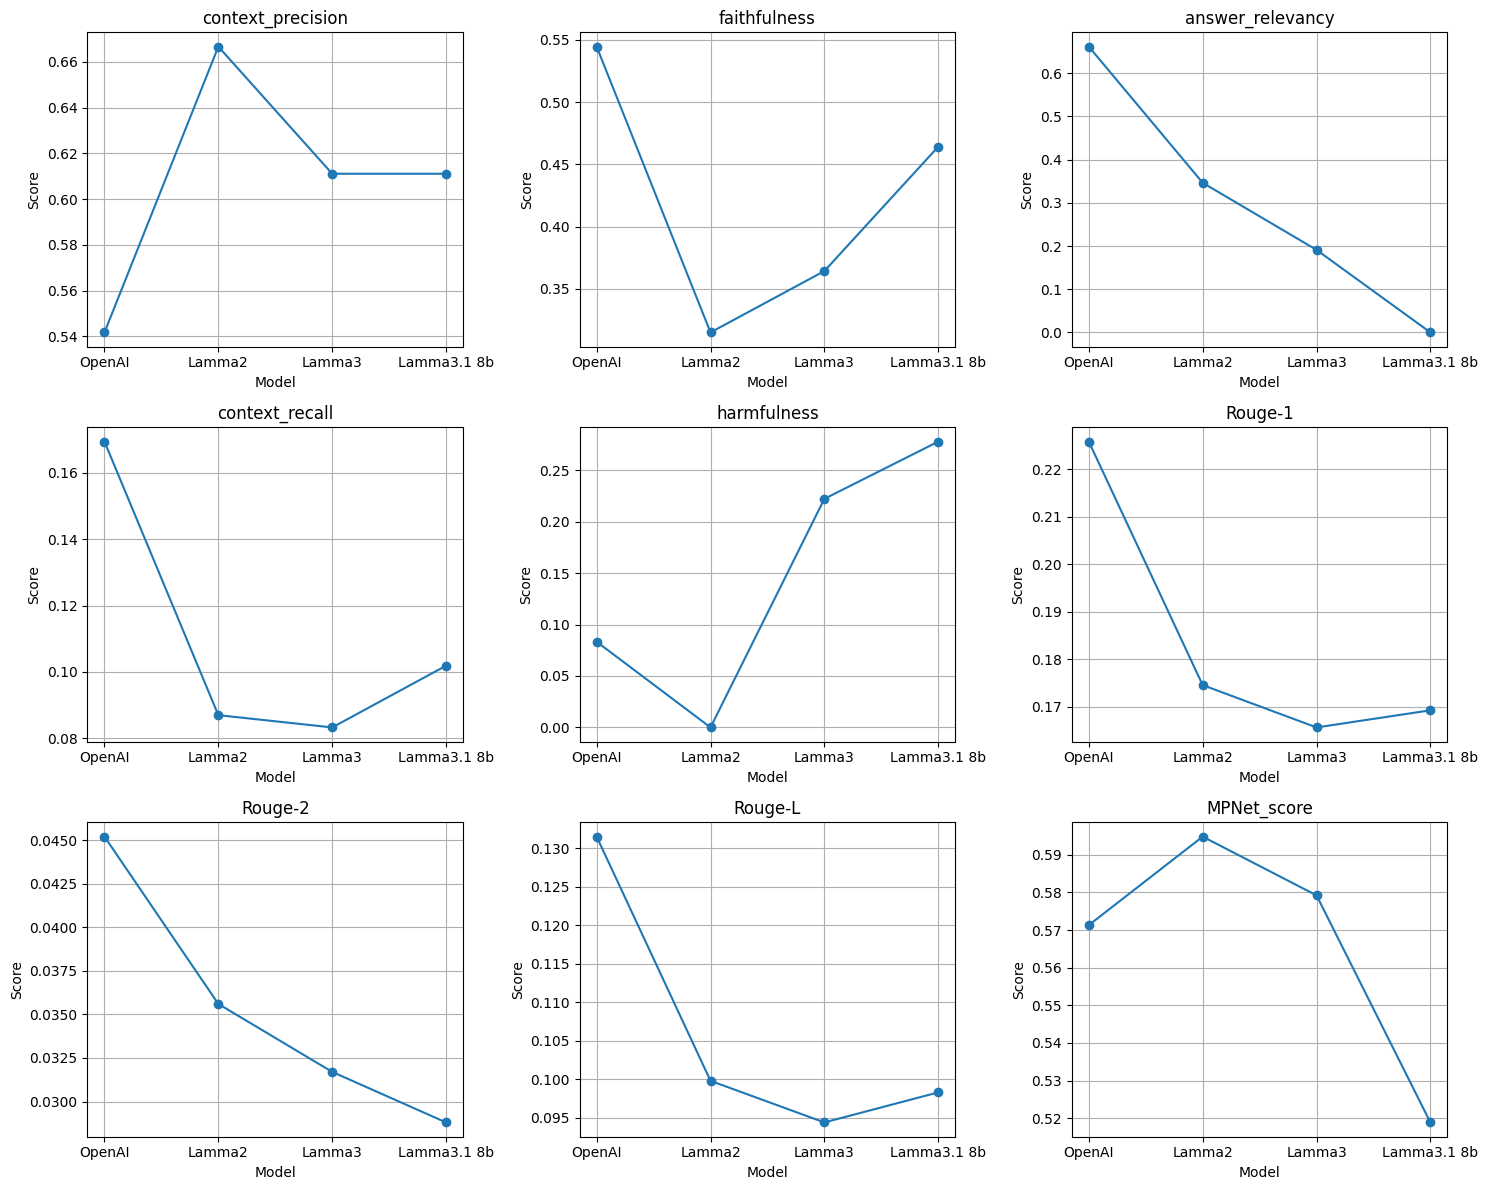 context_precision
Score
0.66
0.64
0.62
0.60
0.58
0.56
0.54
OpenAI Lamma2 Lamma3 Lamma3.1 8b
Model
faithfulness
Score
0.55
0.50
0.45
0.40
0.35
OpenAI Lamma2 Lamma3 Lamma3.1 8b
Model
answer_relevancy
Score
0.6
0.5
0.4
0.3
0.2
0.1
0.0
OpenAI Lamma2 Lamma3 Lamma3.1 8b
Model
context_recall
Score
0.16
0.14
0.12
0.10
0.08
OpenAI Lamma2 Lamma3 Lamma3.1 8b
Model
harmfulness
Score
0.25
0.20
0.15
0.10
0.05
0.00
OpenAI Lamma2 Lamma3 Lamma3.1 8b
Model
Rouge-1
Score
0.22
0.21
0.20
0.19
0.18
0.17
OpenAI Lamma2 Lamma3 Lamma3.1 8b
Model
Rouge-2
Score
0.0450
0.0425
0.0400
0.0375
0.0350
0.0325
0.0300
OpenAI Lamma2 Lamma3 Lamma3.1 8b
Model
Rouge-L
Score
0.130
0.125
0.120
0.115
0.110
0.105
0.100
0.095
OpenAI Lamma2 Lamma3 Lamma3.1 8b
Model
MPNet_score
Score
0.59
0.58
0.57
0.56
0.55
0.54
0.53
0.52
OpenAI Lamma2 Lamma3 Lamma3.1 8b
Model